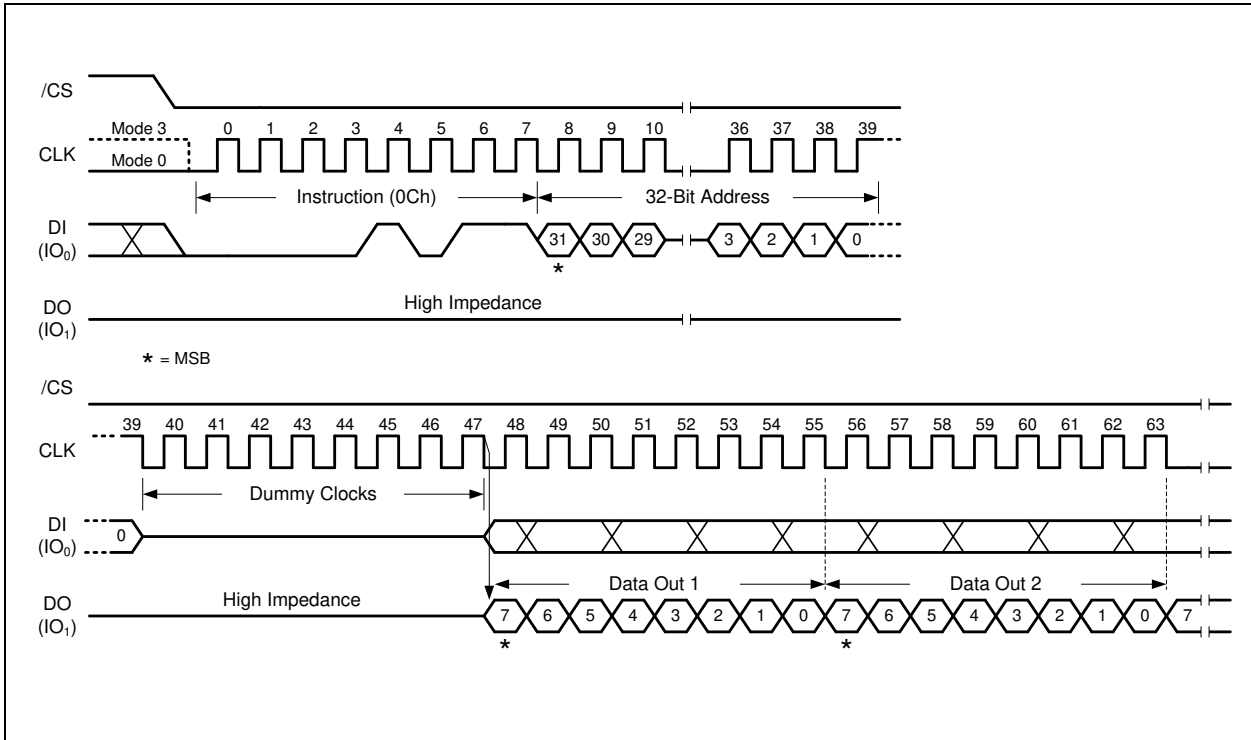 /CS
Mode 3 0 1 2 3 4 5 6 7 8 9 10 36 37 38 39
CLK
Mode 0
Instruction (0Ch) 32-Bit Address
DI
(IO0) 31 30 29 3 2 1 0
*
DO High Impedance
(IO1)
* = MSB
/CS
39 40 41 42 43 44 45 46 47 48 49 50 51 52 53 54 55 56 57 58 59 60 61 62 63
CLK
Dummy Clocks
DI
(IO0) 0
Data Out 1 Data Out 2
DO High Impedance
(IO1) 7 6 5 4 3 2 1 0 7 6 5 4 3 2 1 0 7
* *